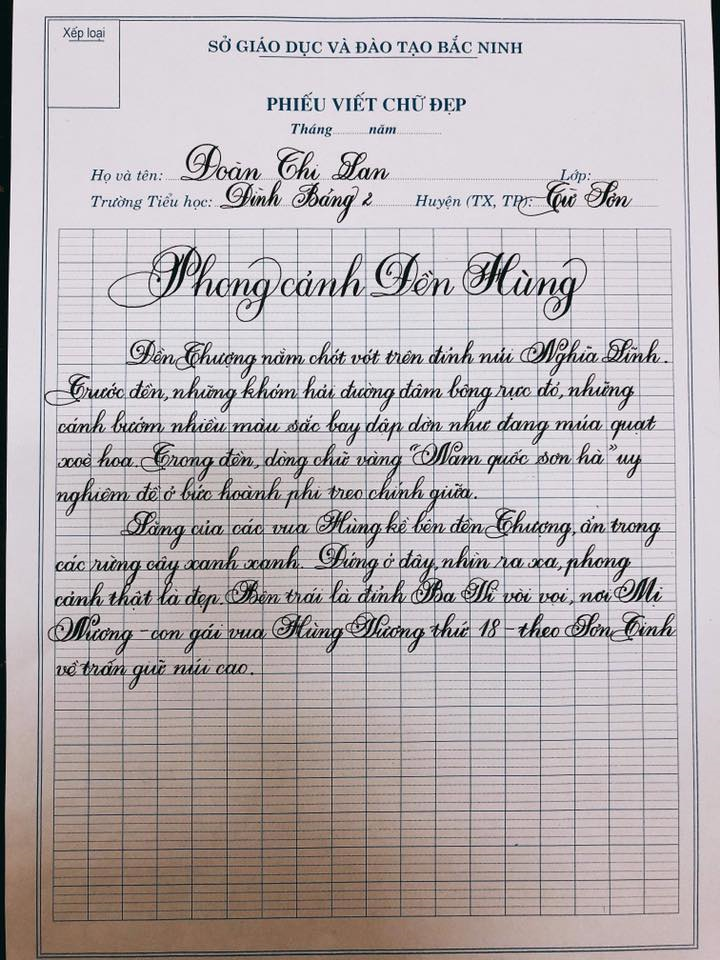 Xếp loại
SỞ GIÁO DỤC VÀ ĐÀO TẠO BẮC NINH
PHIẾU VIẾT CHỮ ĐẸP
Tháng..........năm............
Họ và tên: Đoàn Thị Lan Lớp:
Trường Tiểu học: Đình Bảng 2 Huyện (TX, TP): Từ Sơn
Phong cảnh Đền Hùng
Đền Thượng nằm chót vót trên đỉnh núi Nghĩa Lĩnh.
Trước đền, những khóm hải đường đâm bông rực đỏ, những
cánh bướm nhiều màu sắc bay dập dờn như đang múa quạt
xoè hoa. Trong đền, dòng chữ vàng "Nam quốc sơn hà" uy
nghiêm đề ở bức hoành phi treo chính giữa.
Lăng của các vua Hùng kề bên đền Thượng, ẩn trong
các rừng cây xanh xanh. Đứng ở đây, nhìn ra xa, phong
cảnh thật là đẹp. Bên trái là đỉnh Ba Vì vòi vọi, nơi Mị
Nương - con gái vua Hùng Vương thứ 18 - theo Sơn Tinh
về trấn giữ núi cao.